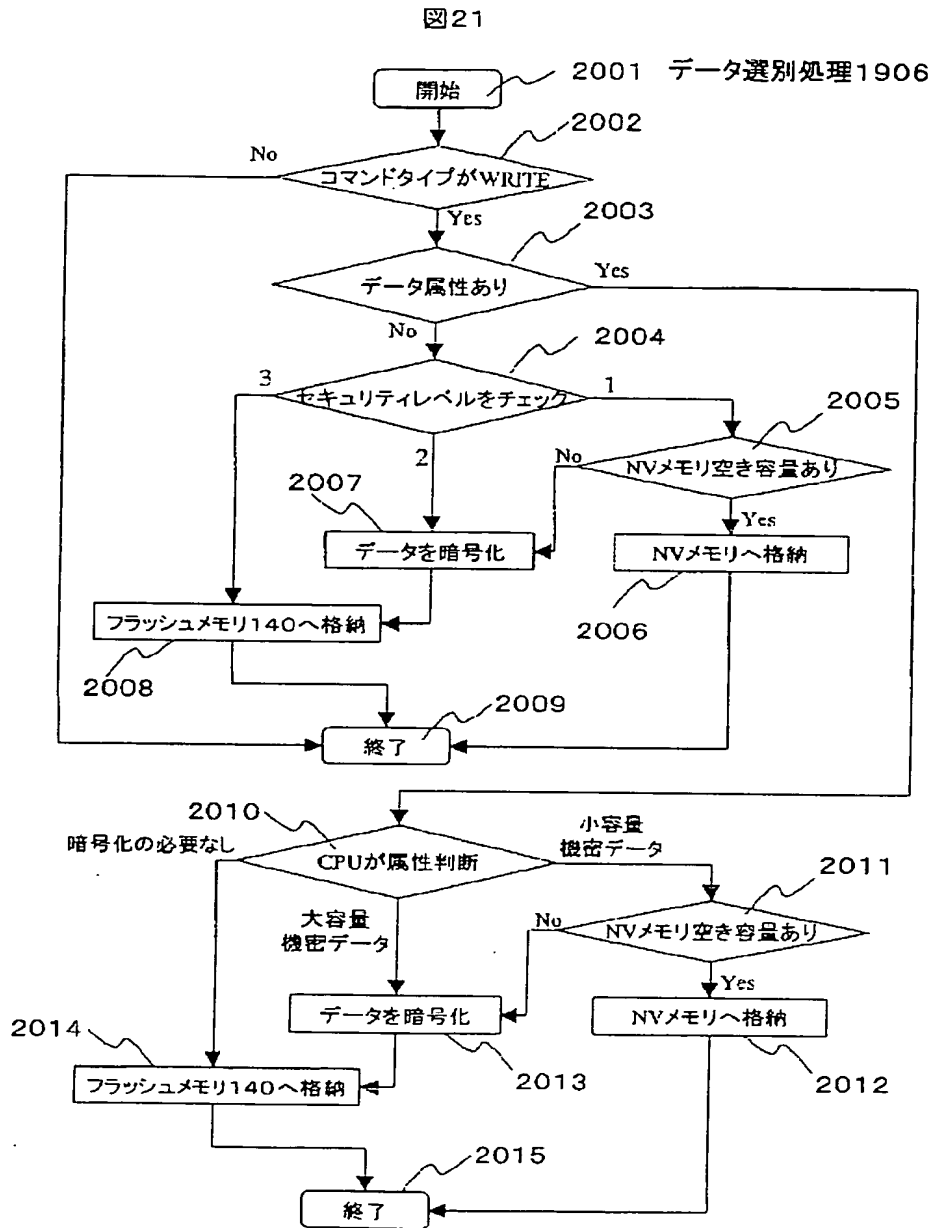 図21
2001 データ選別処理1906
開始
2002
No
コマンドタイプがWRITE
Yes
2003
データ属性あり
Yes
No
2004
3
セキュリティレベルをチェック
1
2005
2
No
NVメモリ空き容量あり
2007
Yes
データを暗号化
NVメモリへ格納
フラッシュメモリ140へ格納
2006
2008
2009
終了
2010
暗号化の必要なし
CPUが属性判断
小容量
機密データ
2011
大容量
機密データ
No
NVメモリ空き容量あり
Yes
データを暗号化
NVメモリへ格納
2014
2013
2012
フラッシュメモリ140へ格納
2015
終了